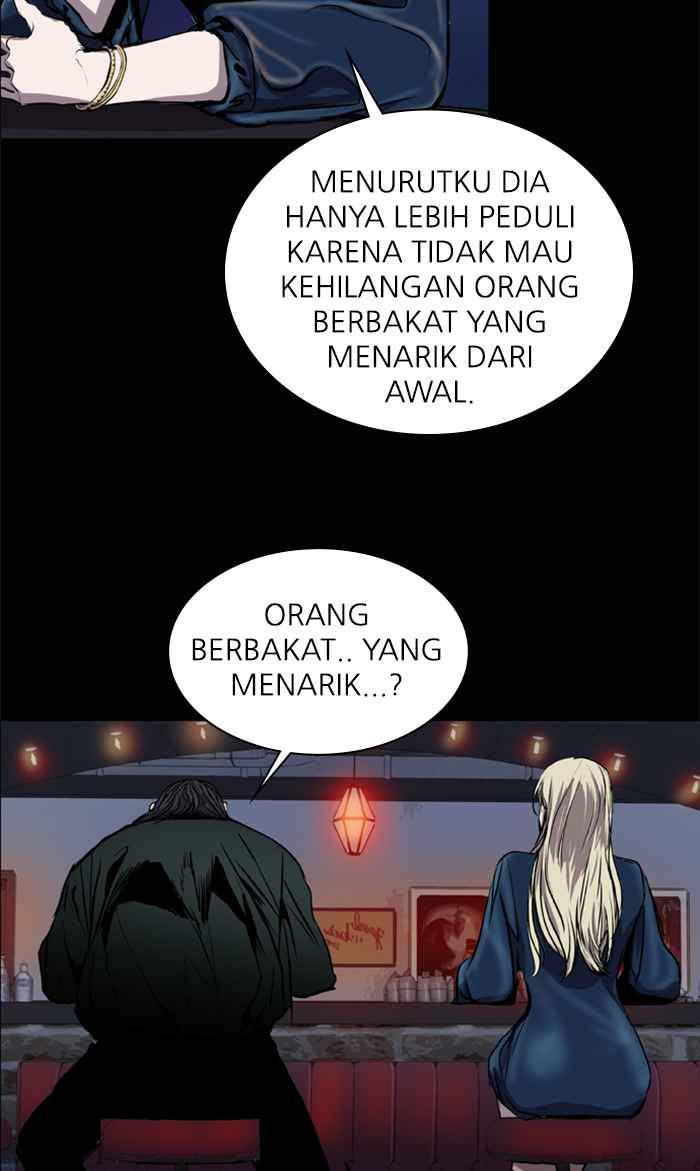 MENURUTKU DIA
HANYA LEBIH PEDULI
KARENA TIDAK MAU
KEHILANGAN ORANG
BERBAKAT YANG
MENARIK DARI
AWAL.
ORANG
BERBAKAT.. YANG
MENARIK...?